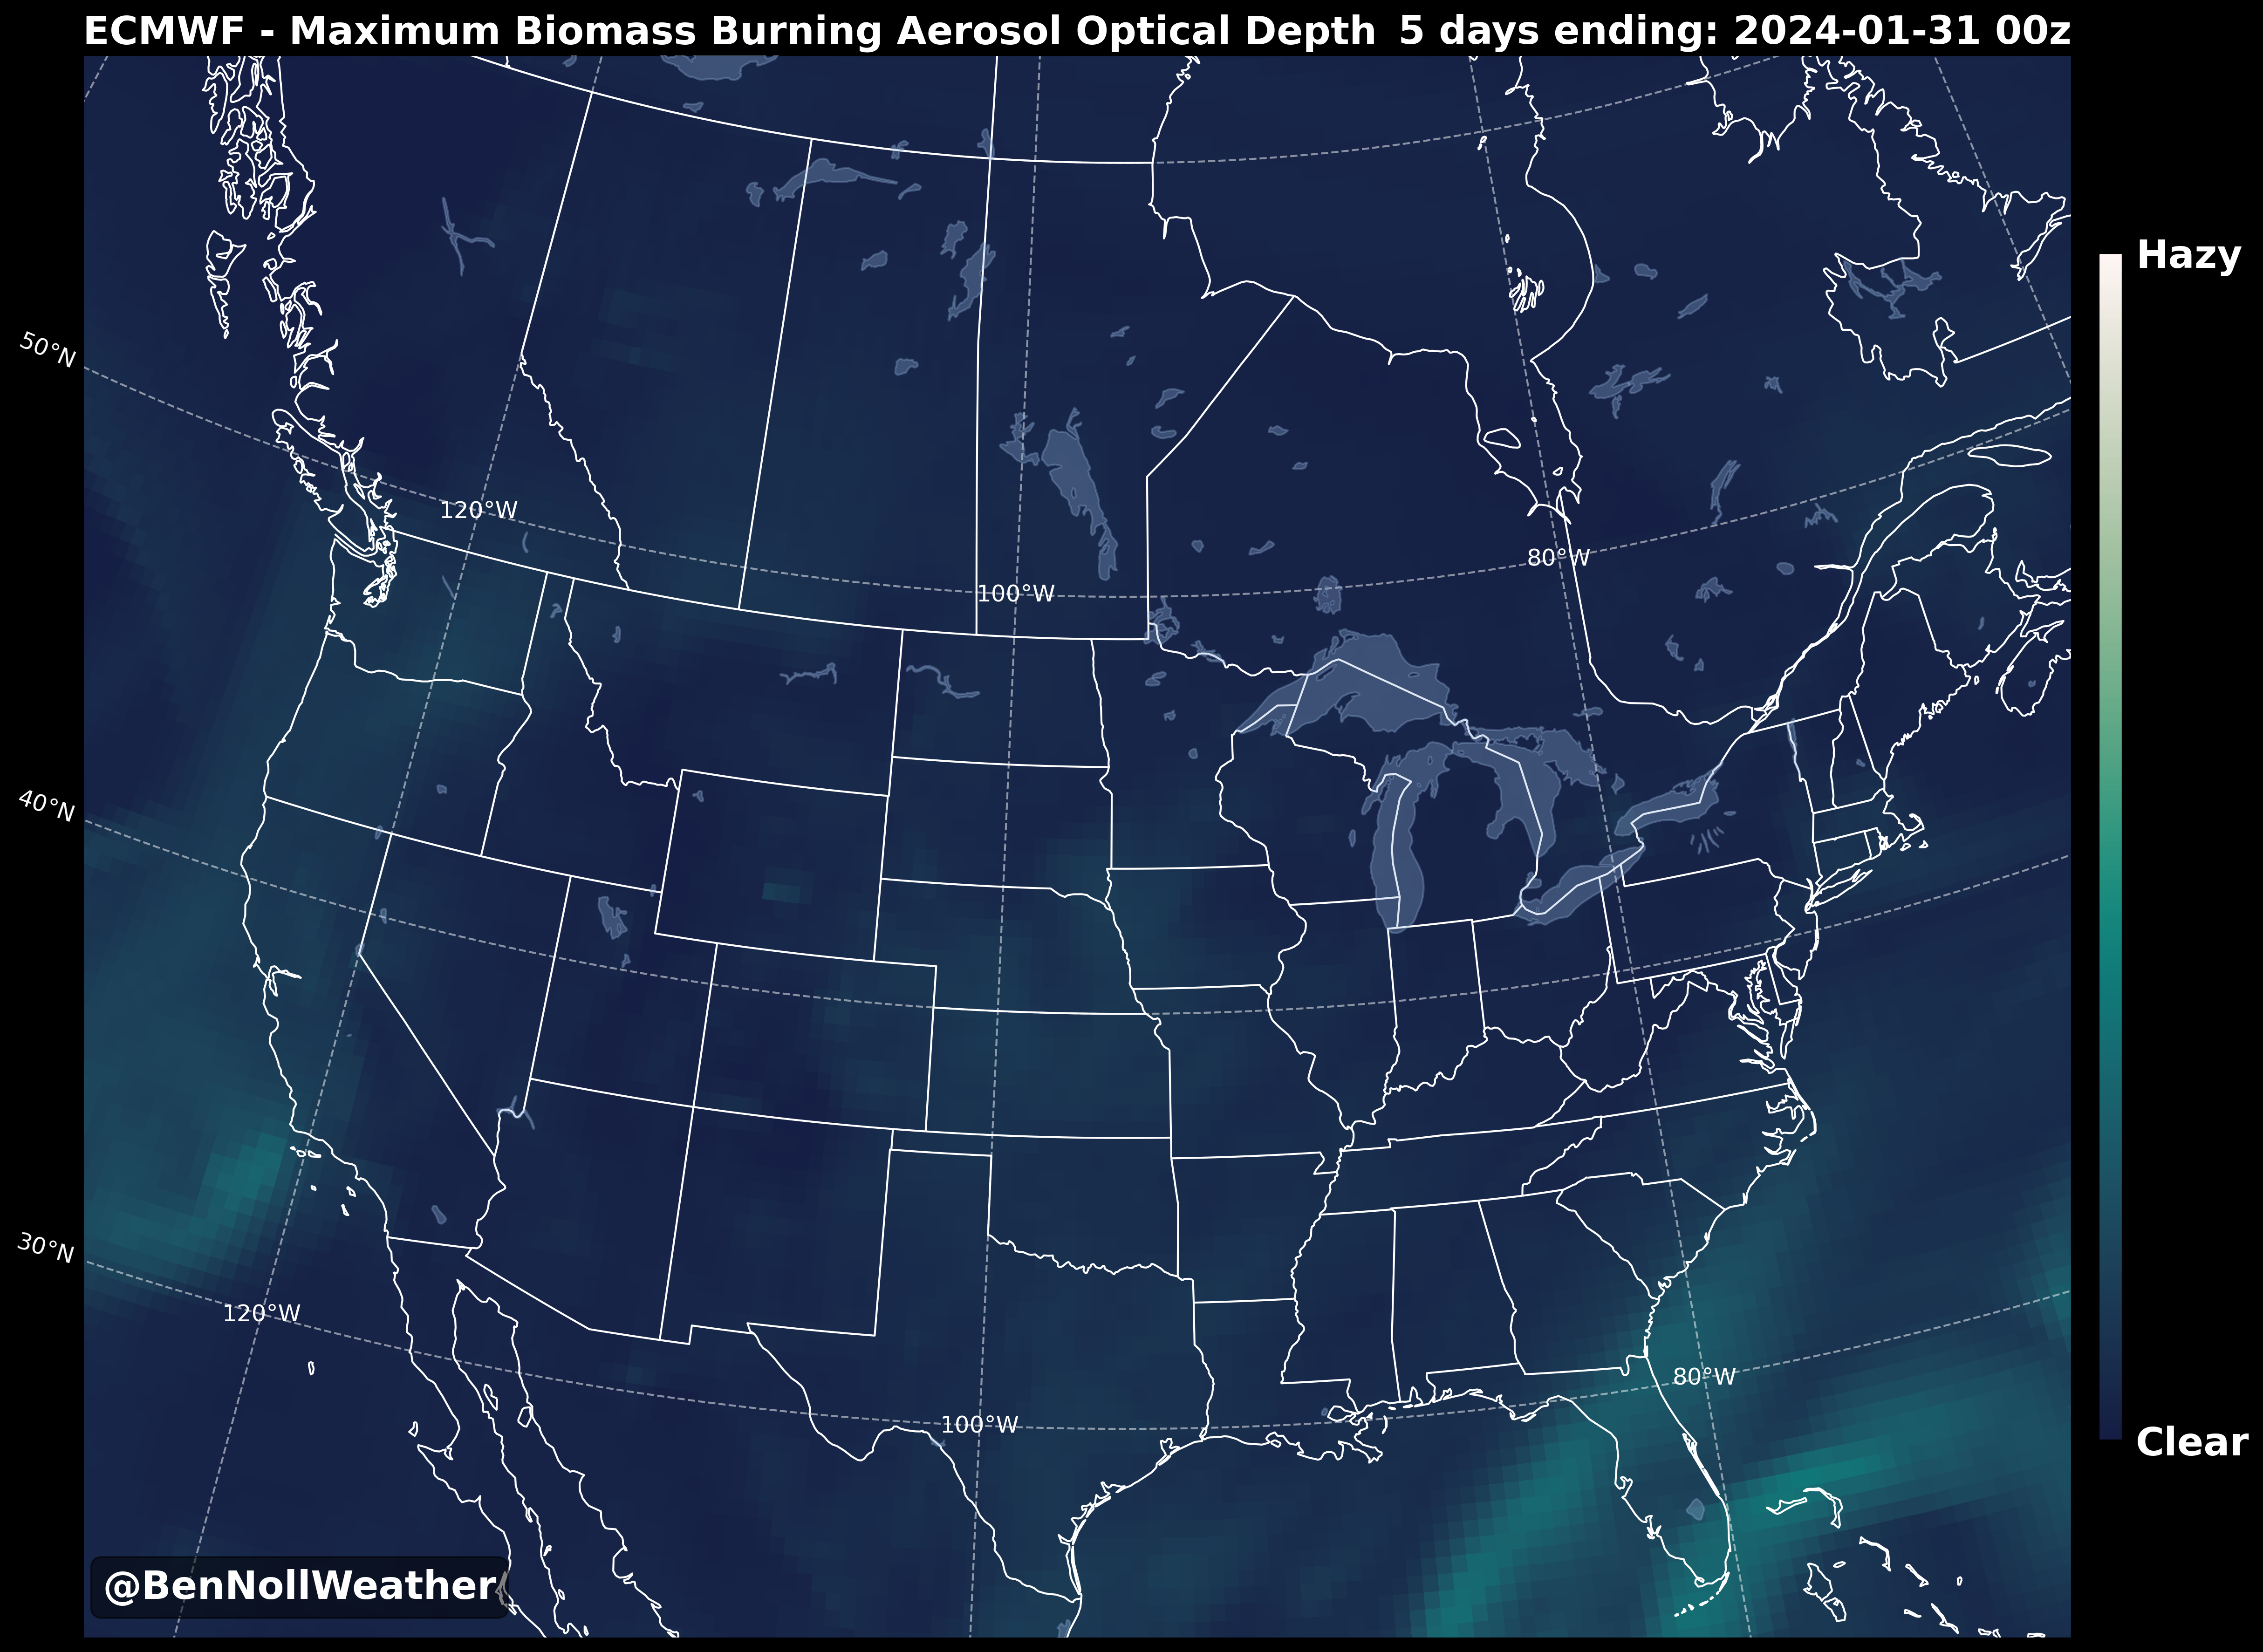 ECMWF - Maximum Biomass Burning Aerosol Optical Depth 5 days ending: 2024-01-31 00z
Hazy
50°N
120°W
80°W
100°W
40°N
30°N
120°W
80°W
100°W
Clear
@BenNollWeather